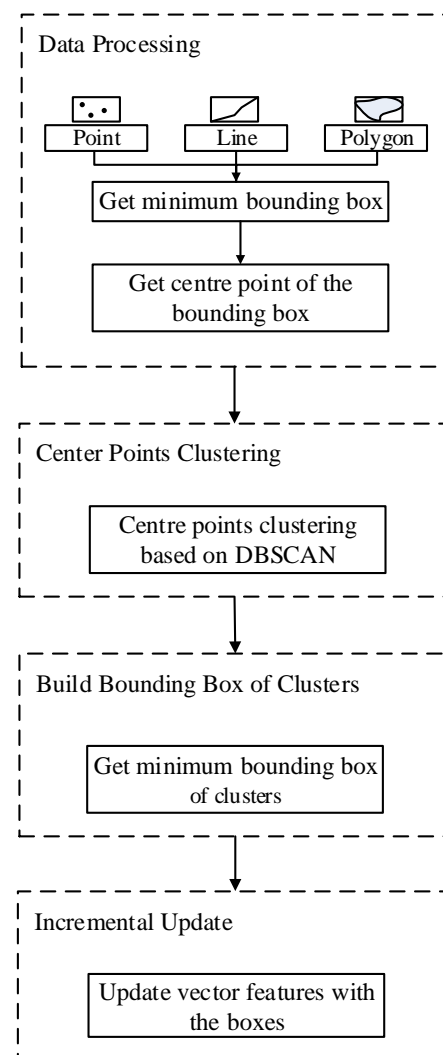 Data Processing
Point
Line
Polygon
Get minimum bounding box
Get centre point of the
bounding box
Center Points Clustering
Centre points clustering
based on DBSCAN
Build Bounding Box of Clusters
Get minimum bounding box
of clusters
Incremental Update
Update vector features with
the boxes